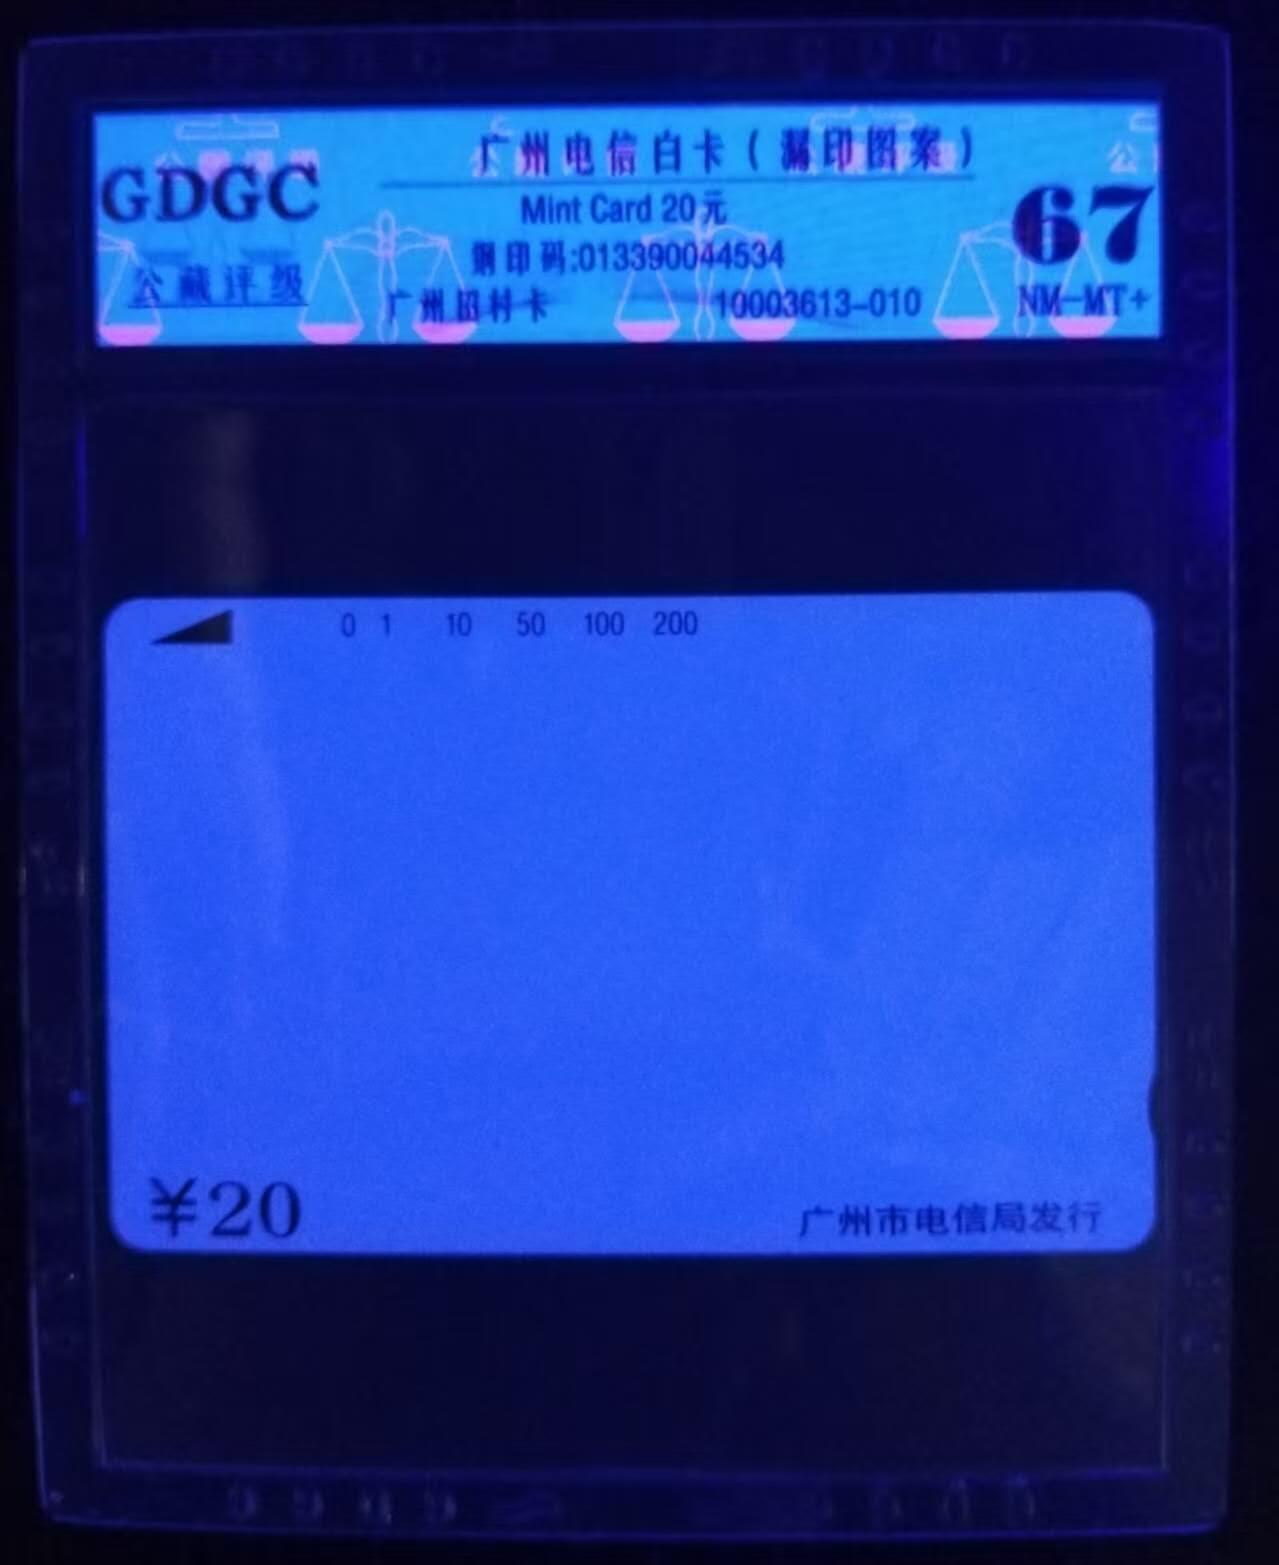 广州电信白卡（漏印图案）
GDGC
67
Mint Card 20元
公藏评级
钢印码:013390044534
广州田村卡 10003613-010
NM-MT+
0 1 10 50 100 200
¥20
广州市电信局发行